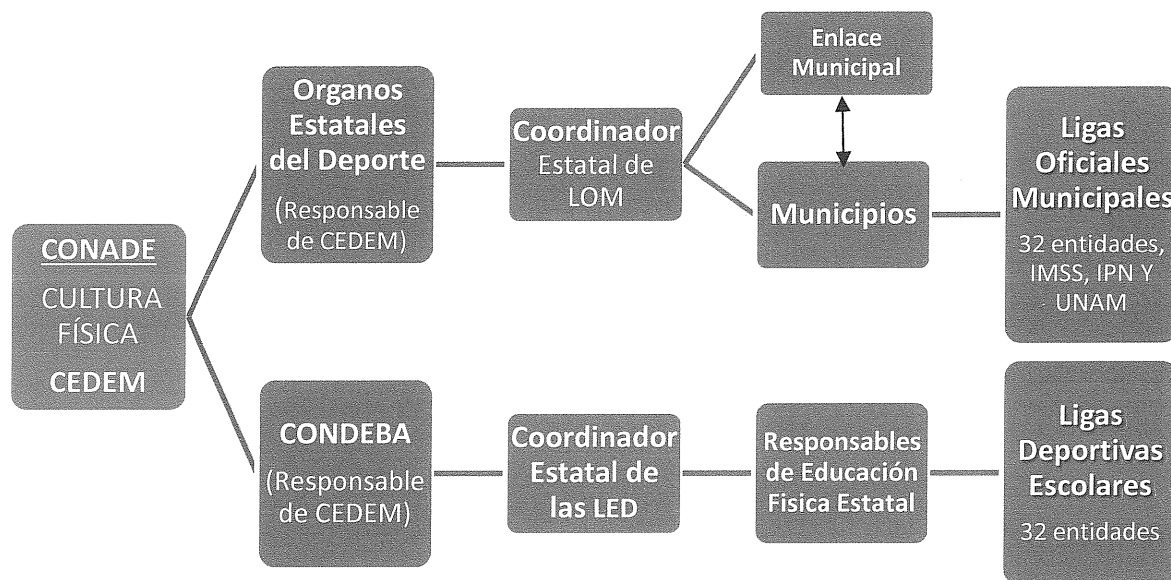 CONADE
CULTURA
FÍSICA
CEDEM
Organos
Estatales
del Deporte
(Responsable
de CEDEM)
Coordinador
Estatal de
LOM
Enlace
Municipal
Municipios
Ligas
Oficiales
Municipales
32 entidades,
IMSS, IPN Y
UNAM
CONDEBA
(Responsable
de CEDEM)
Coordinador
Estatal de
las LED
Responsables
de Educación
Fisica Estatal
Ligas
Deportivas
Escolares
32 entidades